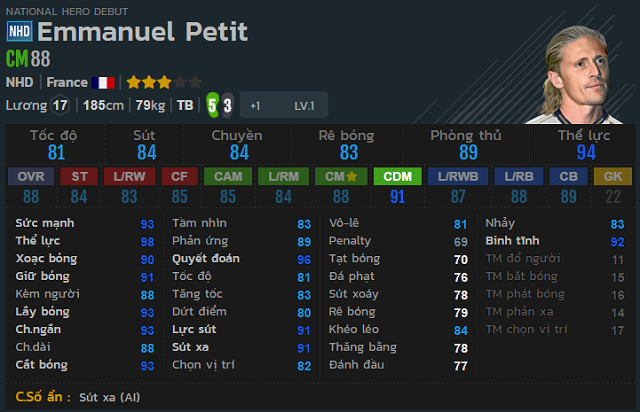 NATIONAL HERO DEBUT
NHD Emmanuel Petit
CM 88
NHD France
Lương 17 185cm 79kg TB 5 3 +1 LV.1
Tốc độ Sút Chuyền Rê bóng Phòng thủ Thể lực
81 84 84 83 89 94
OVR ST L/RW CF CAM L/RM CM CDM L/RWB L/RB CB GK
88 84 83 85 85 84 88 91 87 88 89 22
Sức mạnh 93 Tầm nhìn 83 Vô-lê 81 Nhảy 83
Thể lực 98 Phản ứng 89 Penalty 69 Bình tĩnh 92
Xoạc bóng 90 Quyết đoán 96 Tạt bóng 70 TM đổ người 11
Giữ bóng 91 Tốc độ 81 Đá phạt 76 TM bắt bóng 15
Kèm người 88 Tăng tốc 83 Sút xoáy 78 TM phát bóng 16
Lấy bóng 93 Dứt điểm 80 Rê bóng 79 TM phản xạ 14
Ch.ngắn 93 Lực sút 91 Khéo léo 84 TM chọn vị trí 17
Ch.dài 88 Sút xa 91 Thăng bằng 78
Cắt bóng 93 Chọn vị trí 82 Đánh đầu 77
C.Số ẩn : Sút xa (AI)